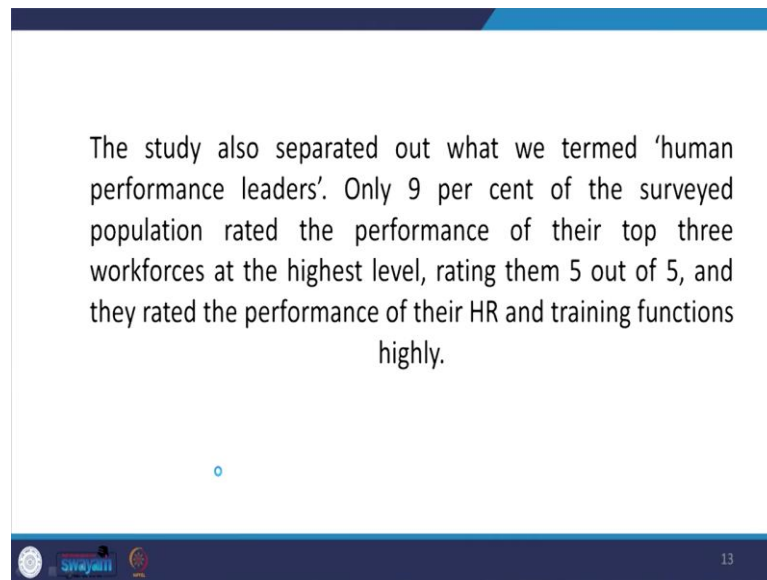 The study also separated out what we termed ‘human
performance leaders’. Only 9 per cent of the surveyed
population rated the performance of their top three
workforces at the highest level, rating them 5 out of 5, and
they rated the performance of their HR and training functions
highly.
swayam
13